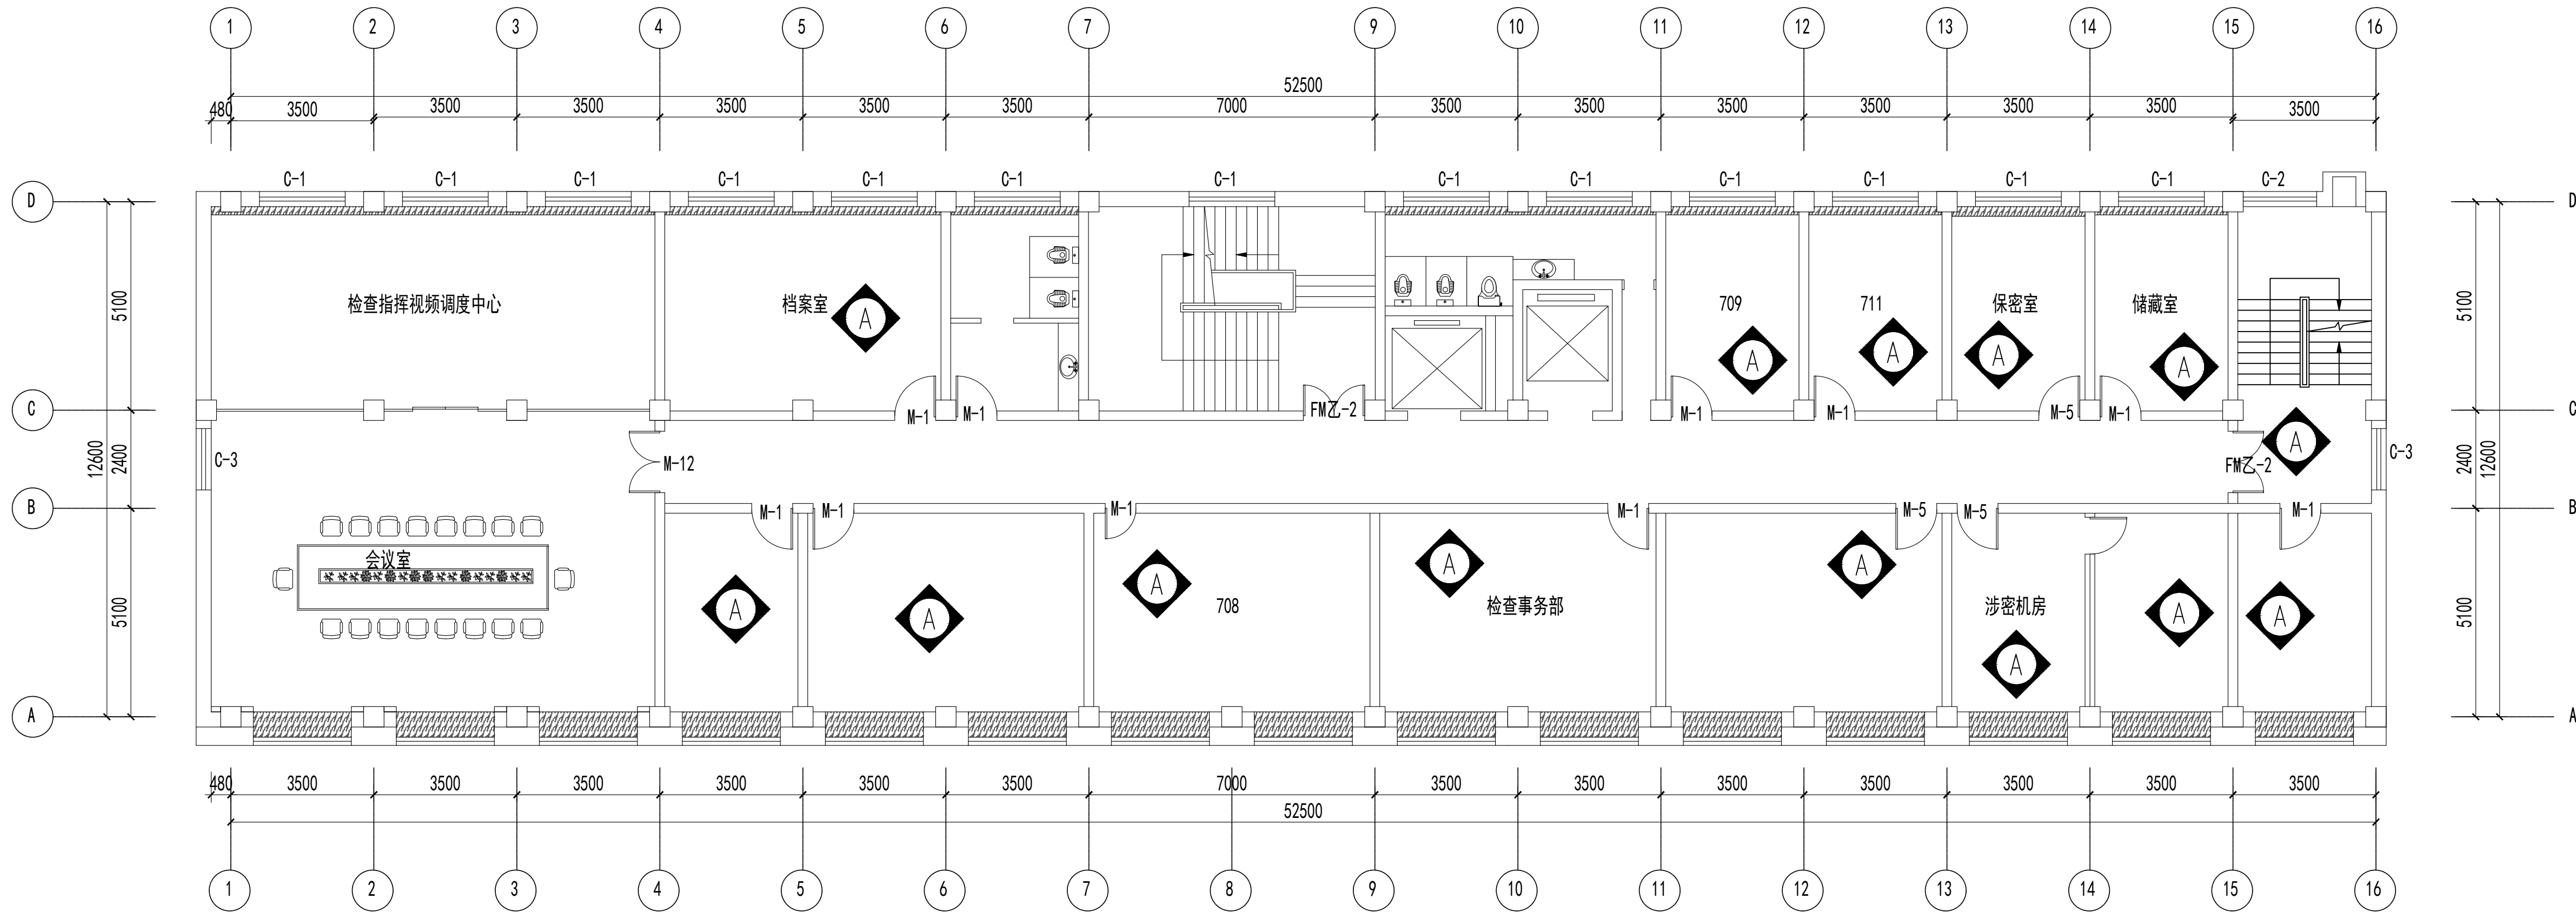 1 2 3 4 5 6 7 9 10 11 12 13 14 15 16
52500
480 3500 3500 3500 3500 3500 3500 7000 3500 3500 3500 3500 3500 3500 3500
C-1 C-1 C-1 C-1 C-1 C-1 C-1 C-1 C-1 C-1 C-1 C-1 C-1 C-2
D D
5100 检查指挥视频调度中心 档案室 A 709 A 711 A 保密室 A 储藏室 A 5100
C M-1 M-1 FM乙-2 M-1 M-1 M-5 M-1 C
12600 2400 C-3 M-12 FM乙-2 A C-3 2400 12600
B M-1 M-1 M-1 M-1 M-5 M-5 M-1 B
会议室
5100 A A A 708 A 检查事务部 A 涉密机房 A A A 5100
A A
480 3500 3500 3500 3500 3500 3500 7000 3500 3500 3500 3500 3500 3500 3500
52500
1 2 3 4 5 6 7 8 9 10 11 12 13 14 15 16